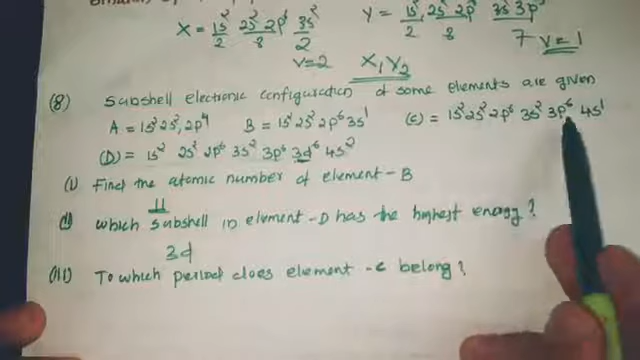 X = 1s² 2s² 2p⁶ 3s² Y = 1s² 2s² 2p⁶ 3s² 3p⁵
2 8 2 2 8 7 V=1
V=2 X₁Y₂
(8) Subshell electronic configuration of some elements are given
A = 1s² 2s², 2p⁴ B = 1s² 2s² 2p⁶ 3s¹ (C) = 1s² 2s² 2p⁶ 3s² 3p⁶ 4s¹
(D) = 1s² 2s² 2p⁶ 3s² 3p⁶ 3d⁶ 4s²
(i) Find the atomic number of element - B
11
(ii) which subshell in element - D has the highest energy?
3d
(iii) To which period does element - c belong?